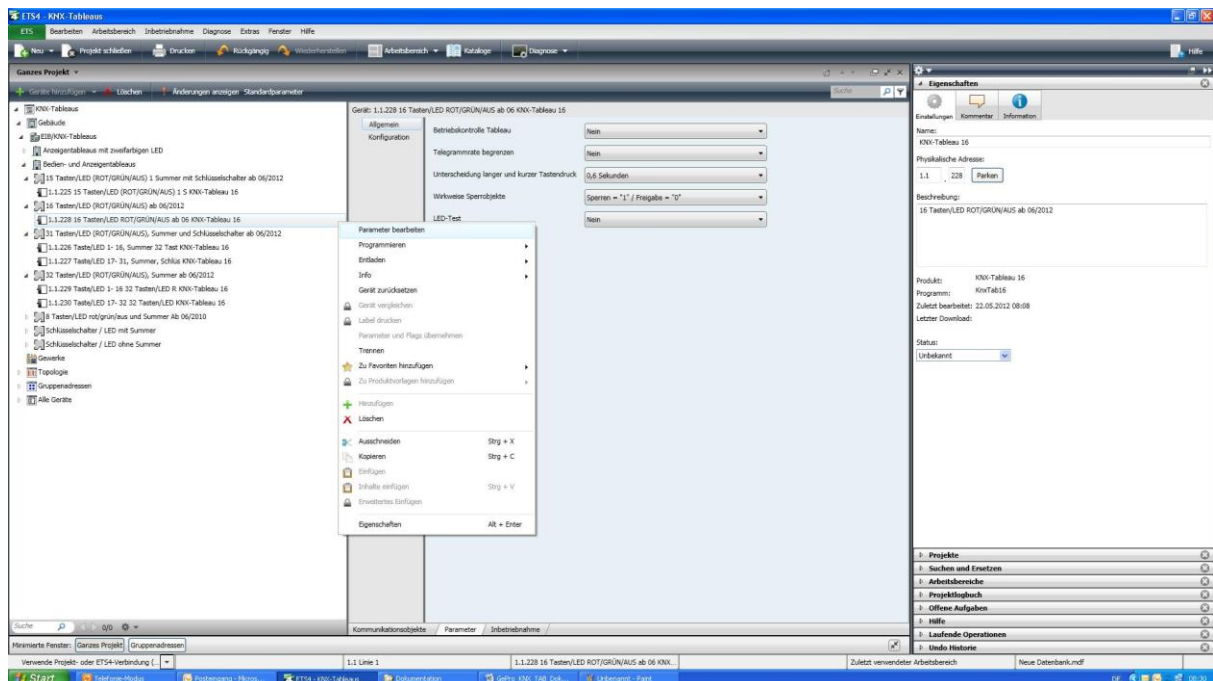 ETS4 - KNX-Tableaus
ETS Bearbeiten Arbeitsbereich Inbetriebnahme Diagnose Extras Fenster Hilfe
Neu Projekt schließen Drucken Rückgängig Wiederherstellen Arbeitsbereich Kataloge Diagnose Hilfe
Ganzes Projekt
Geräte hinzufügen Löschen Änderungen anzeigen Standardparameter Suche
KNX-Tableaus
Gebäude
EIB/KNX-Tableaus
Anzeigentableaus mit zweifarbigen LED
Bedien- und Anzeigentableaus
15 Tasten/LED (ROT/GRÜN/AUS) 1 Summer mit Schlüsselschalter ab 06/2012
1.1.225 15 Tasten/LED (ROT/GRÜN/AUS) 1 S KNX-Tableau 16
16 Tasten/LED (ROT/GRÜN/AUS) ab 06/2012
1.1.228 16 Tasten/LED ROT/GRÜN/AUS ab 06 KNX-Tableau 16
31 Tasten/LED (ROT/GRÜN/AUS), Summer und Schlüsselschalter ab 06/2012
1.1.226 Taste/LED 1- 16, Summer 32 Tast KNX-Tableau 16
1.1.227 Taste/LED 17- 31, Summer, Schlüs KNX-Tableau 16
32 Tasten/LED (ROT/GRÜN/AUS), Summer ab 06/2012
1.1.229 Taste/LED 1- 16 32 Tasten/LED R KNX-Tableau 16
1.1.230 Taste/LED 17- 32 32 Tasten/LED KNX-Tableau 16
8 Tasten/LED rot/grün/aus und Summer Ab 06/2010
Schlüsselschalter / LED mit Summer
Schlüsselschalter / LED ohne Summer
Gewerke
Topologie
Gruppenadressen
Alle Geräte
Suche 0/0
Gerät: 1.1.228 16 Tasten/LED ROT/GRÜN/AUS ab 06 KNX-Tableau 16
Allgemein
Konfiguration
Betriebskontrolle Tableau Nein
Telegrammrate begrenzen Nein
Unterscheidung langer und kurzer Tastendruck 0,6 Sekunden
Wirkweise Sperrobjekte Sperren = "1" / Freigabe = "0"
LED-Test Nein
Parameter bearbeiten
Programmieren
Entladen
Info
Gerät zurücksetzen
Gerät vergleichen
Label drucken
Parameter und Flags übernehmen
Trennen
Zu Favoriten hinzufügen
Zu Produktvorlagen hinzufügen
Hinzufügen
Löschen
Ausschneiden Strg + X
Kopieren Strg + C
Einfügen
Inhalte einfügen Strg + V
Erweitertes Einfügen
Eigenschaften Alt + Enter
Kommunikationsobjekte Parameter Inbetriebnahme
Eigenschaften
Einstellungen Kommentar Information
Name:
KNX-Tableau 16
Physikalische Adresse:
1.1 . 228 Parken
Beschreibung:
16 Tasten/LED ROT/GRÜN/AUS ab 06/2012
Produkt: KNX-Tableau 16
Programm: KnxTab16
Zuletzt bearbeitet: 22.05.2012 08:08
Letzter Download:
Status:
Unbekannt
Projekte
Suchen und Ersetzen
Arbeitsbereiche
Projektlogbuch
Offene Aufgaben
Hilfe
Laufende Operationen
Undo Historie
Minimierte Fenster: Ganzes Projekt Gruppenadressen
Verwende Projekt- oder ETS4-Verbindung (... 1.1 Linie 1 1.1.228 16 Tasten/LED ROT/GRÜN/AUS ab 06 KNX... Zuletzt verwendeter Arbeitsbereich Neue Datenbank.mdf
Start Telefonie-Modus Posteingang - Micros... ETS4 - KNX-Tableaus Dokumentation GePro KNX TAB Dok... Unbenannt - Paint DE 08:30